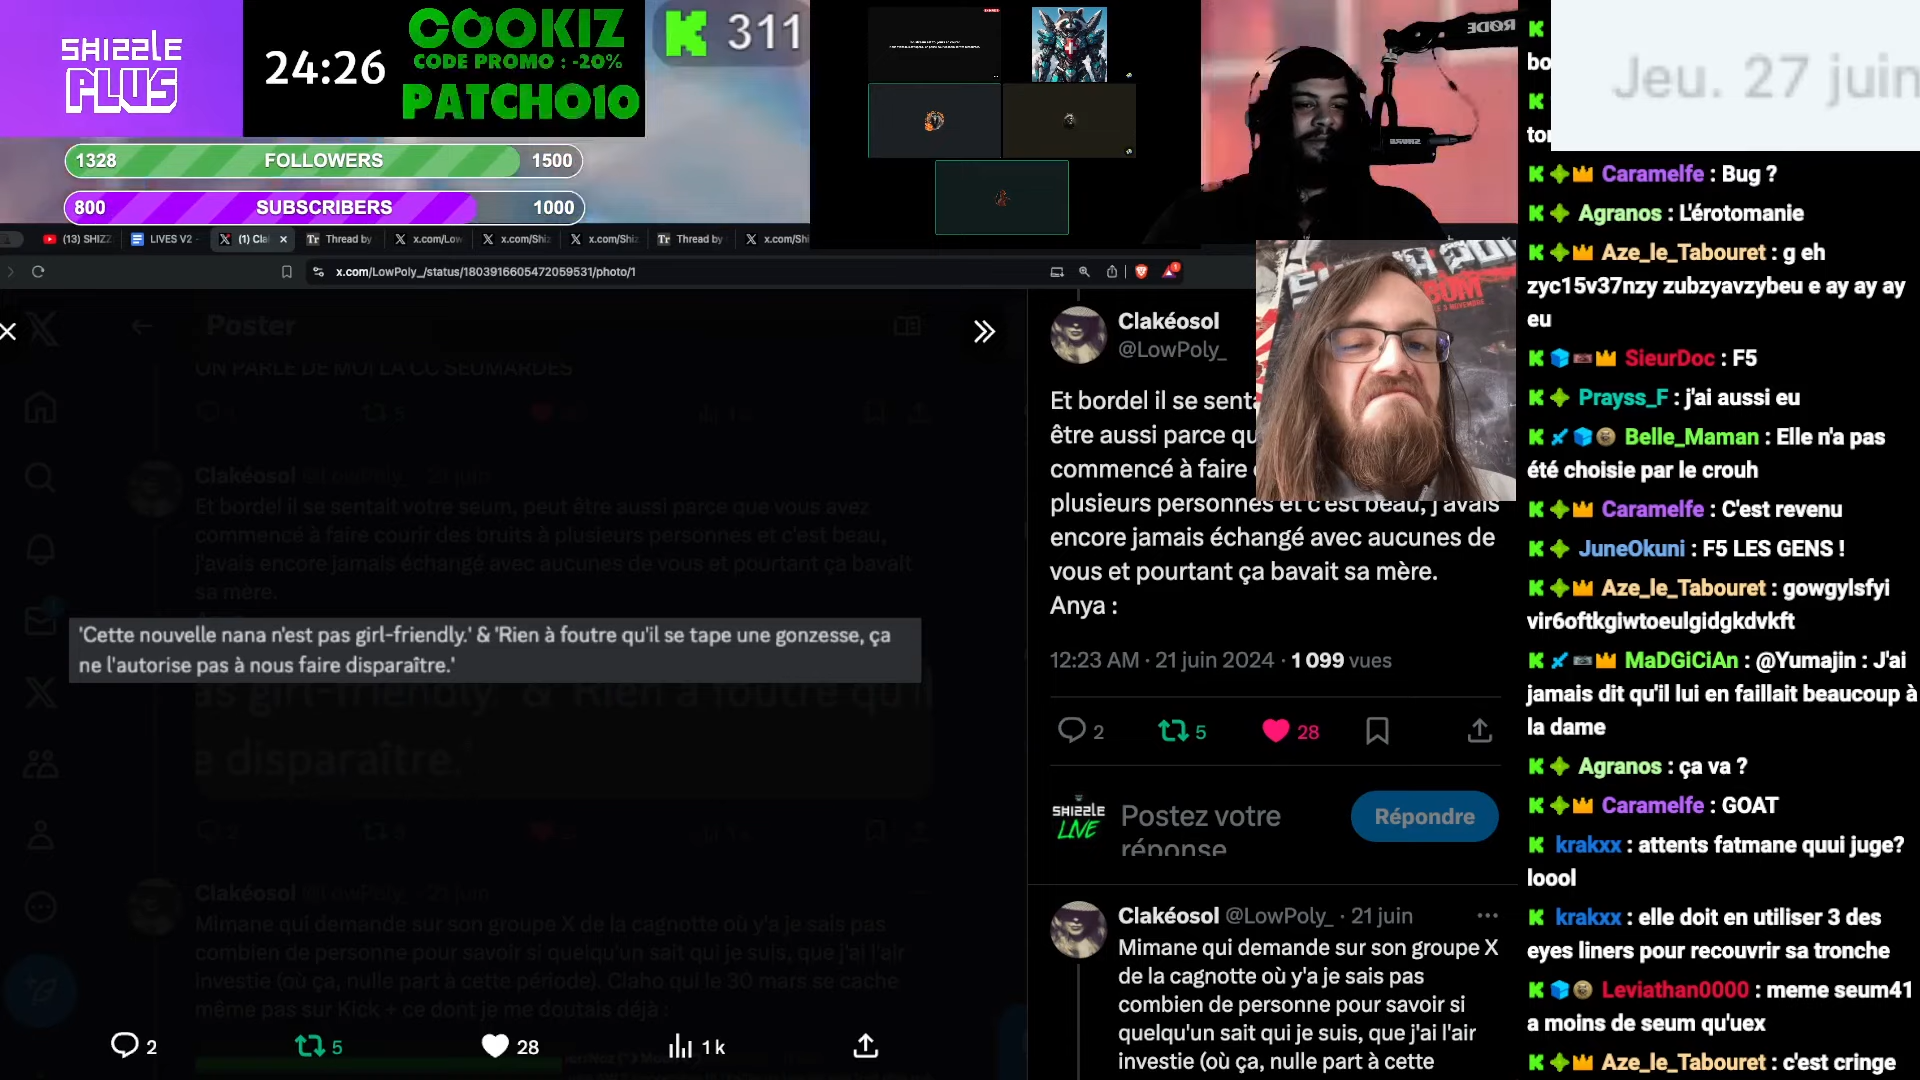 SHIZZLE
PLUS
24:26
COOKIZ
CODE PROMO : -20%
PATCHO10
311
1328 FOLLOWERS 1500
800 SUBSCRIBERS 1000
RØDE
(13) SHIZZ
LIVES V2
(1) Cla
Thread by
x.com/Low
x.com/Shiz
x.com/Shiz
Thread by
x.com/Shi
x.com/LowPoly_/status/1803916605472059531/photo/1
Poster
ON PARLE DE MOI LA CC SEUMARDES
Clakéosol @LowPoly_ · 21 juin
Et bordel il se sentait votre seum, peut être aussi parce que vous avez
commencé à faire courir des bruits à plusieurs personnes et c'est beau,
j'avais encore jamais échangé avec aucunes de vous et pourtant ça bavait
sa mère.
'Cette nouvelle nana n'est pas girl-friendly.' & 'Rien à foutre qu'il se tape une gonzesse, ça
ne l'autorise pas à nous faire disparaître.'
as girl-friendly.' & 'Rien à foutre qu'il
e disparaître.'
Clakéosol @LowPoly_ · 21 juin
Mimane qui demande sur son groupe X de la cagnotte où y'a je sais pas
combien de personne pour savoir si quelqu'un sait qui je suis, que j'ai l'air
investie (où ça, nulle part à cette période). Claho qui le 30 mars se cache
même pas sur Kick + ce dont je me doutais déjà :
2
5
28
1 k
Clakéosol
@LowPoly_
Et bordel il se senta
être aussi parce qu
commencé à faire
plusieurs personnes et c'est beau, j'avais
encore jamais échangé avec aucunes de
vous et pourtant ça bavait sa mère.
Anya :
12:23 AM · 21 juin 2024 · 1 099 vues
2
5
28
SHIZZLE
LIVE
Postez votre
réponse
Répondre
Clakéosol @LowPoly_ · 21 juin
Mimane qui demande sur son groupe X
de la cagnotte où y'a je sais pas
combien de personne pour savoir si
quelqu'un sait qui je suis, que j'ai l'air
investie (où ça, nulle part à cette
Jeu. 27 juin
bo
tor
Caramelfe : Bug ?
Agranos : L'érotomanie
Aze_le_Tabouret : g eh
zyc15v37nzy zubzyavzybeu e ay ay ay
eu
SieurDoc : F5
Prayss_F : j'ai aussi eu
Belle_Maman : Elle n'a pas
été choisie par le crouh
Caramelfe : C'est revenu
JuneOkuni : F5 LES GENS !
Aze_le_Tabouret : gowgylsfyi
vir6oftkgiwtoeulgidgkdvkft
MaDGiCiAn : @Yumajin : J'ai
jamais dit qu'il lui en faillait beaucoup à
la dame
Agranos : ça va ?
Caramelfe : GOAT
krakxx : attents fatmane quui juge?
loool
krakxx : elle doit en utiliser 3 des
eyes liners pour recouvrir sa tronche
Leviathan0000 : meme seum41
a moins de seum qu'uex
Aze_le_Tabouret : c'est cringe